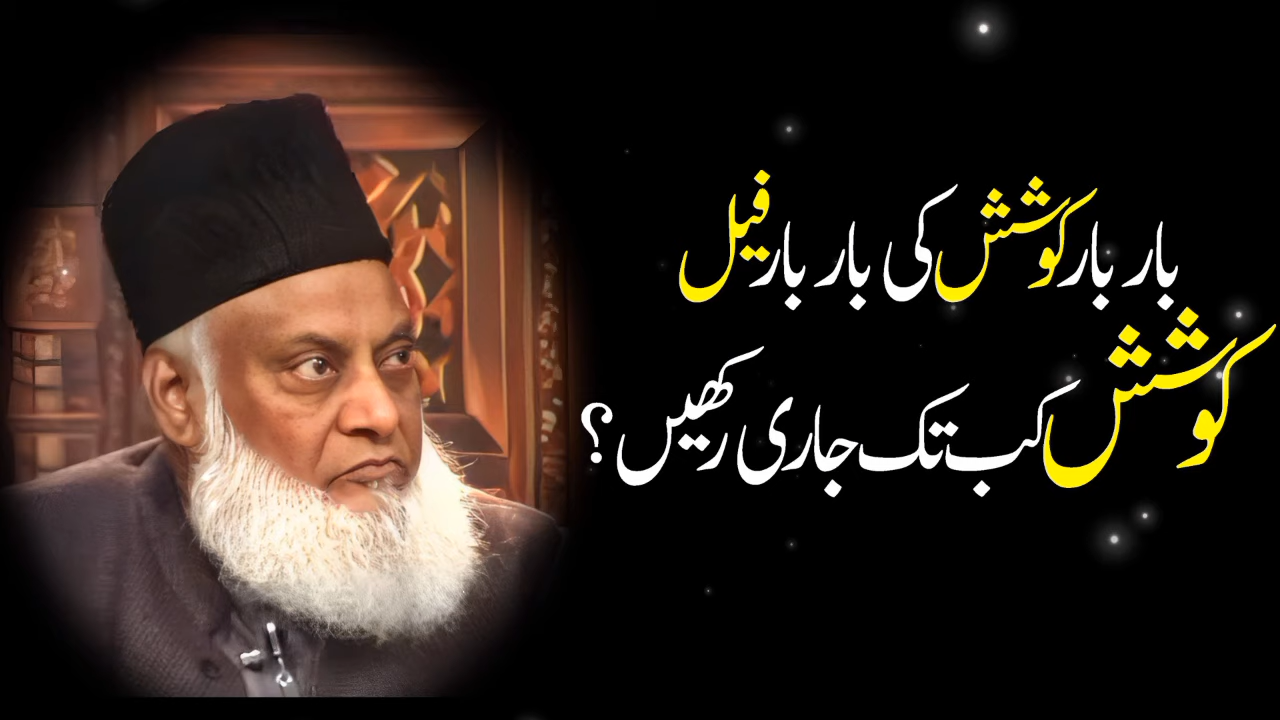 بار بار کوشش کی بار بار فیل
کوشش کب تک جاری رکھیں؟